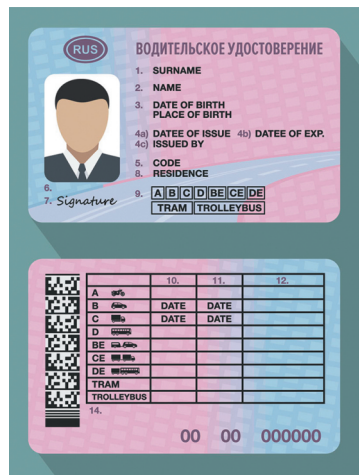 RUS ВОДИТЕЛЬСКОЕ УДОСТОВЕРЕНИЕ
1. SURNAME
2. NAME
3. DATE OF BIRTH
PLACE OF BIRTH
4a) DATEE OF ISSUE 4b) DATEE OF EXP.
4c) ISSUED BY
5. CODE
8. RESIDENCE
6.
7. Signature
9. A B C D BE CE DE
TRAM TROLLEYBUS
10. 11. 12.
A
B DATE DATE
C DATE DATE
D
BE
CE
DE
TRAM
TROLLEYBUS
14.
00 00 000000